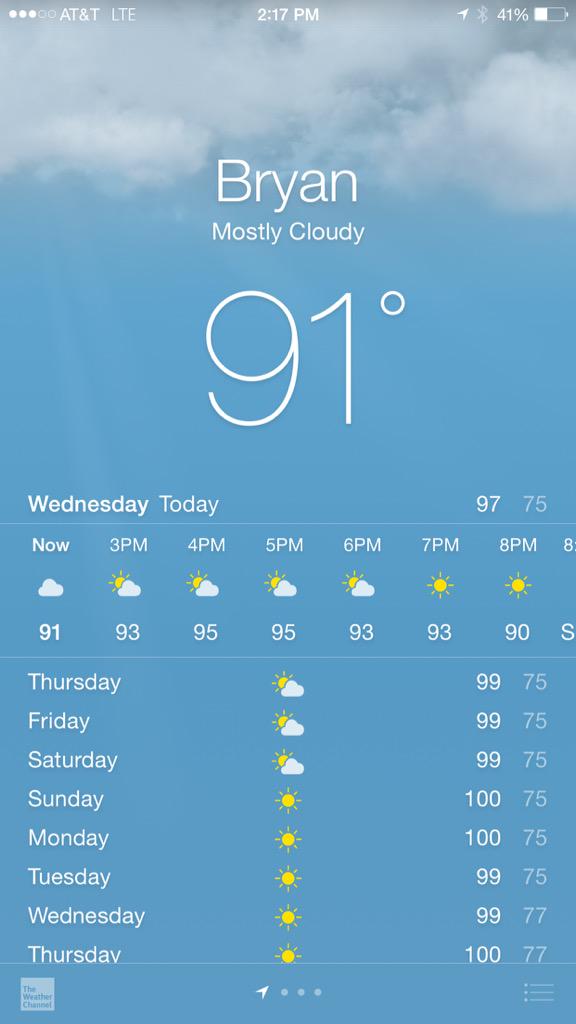 AT&T LTE 2:17 PM 41%
Bryan
Mostly Cloudy
91°
Wednesday Today 97 75
Now 3PM 4PM 5PM 6PM 7PM 8PM 8:
91 93 95 95 93 93 90 S
Thursday 99 75
Friday 99 75
Saturday 99 75
Sunday 100 75
Monday 100 75
Tuesday 99 75
Wednesday 99 77
Thursday 100 77
The
Weather
Channel